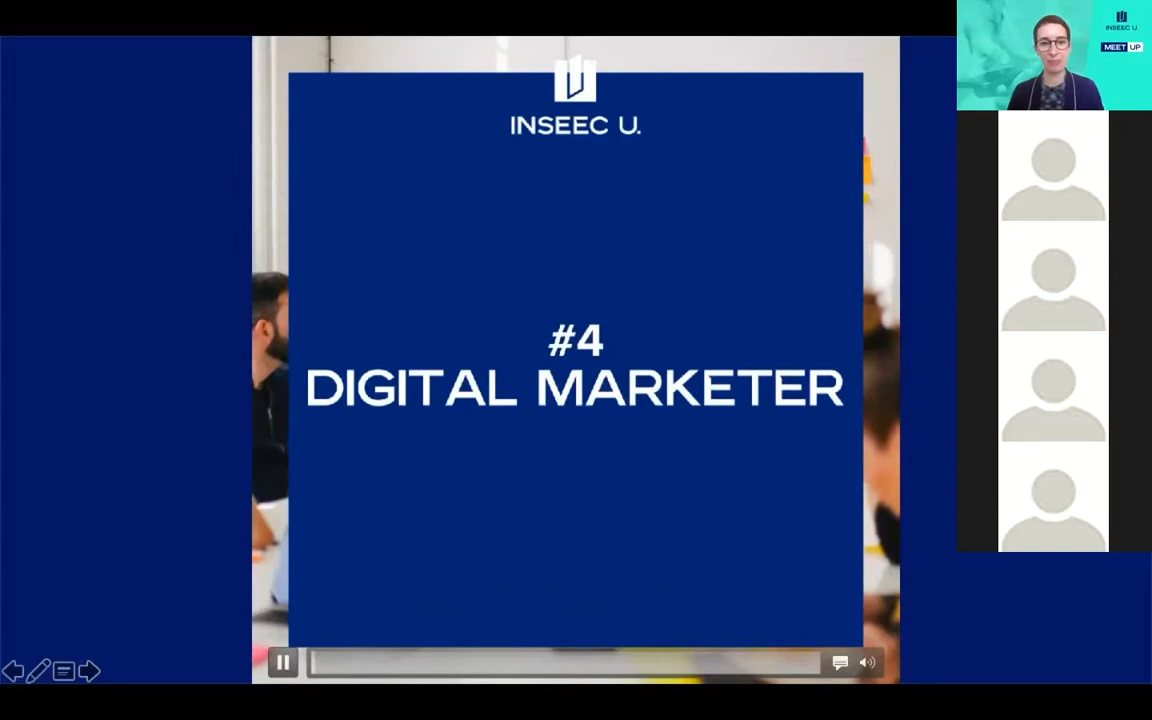 INSEEC U.
#4
DIGITAL MARKETER
INSEEC U.
MEET UP